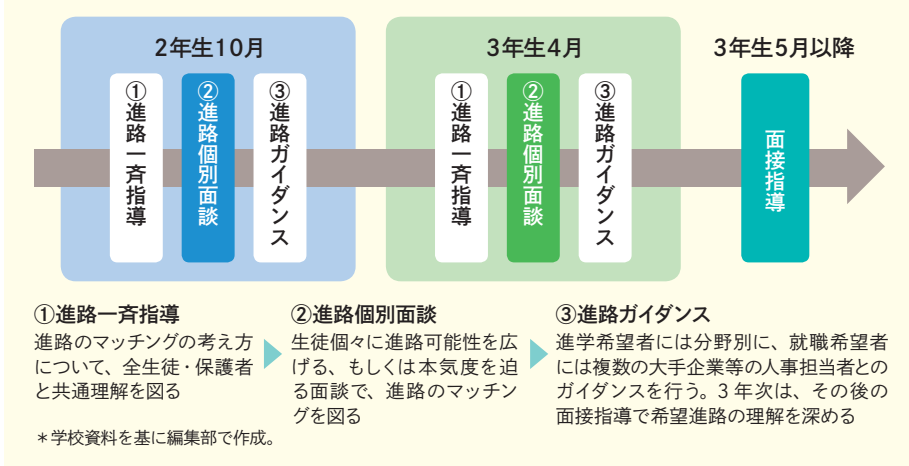 2年生10月
①進路一斉指導
②進路個別面談
③進路ガイダンス
3年生4月
①進路一斉指導
②進路個別面談
③進路ガイダンス
3年生5月以降
面接指導
①進路一斉指導
進路のマッチングの考え方
について、全生徒・保護者
と共通理解を図る
②進路個別面談
生徒個々に進路可能性を広
げる、もしくは本気度を迫
る面談で、進路のマッチン
グを図る
③進路ガイダンス
進学希望者には分野別に、就職希望者
には複数の大手企業等の人事担当者との
ガイダンスを行う。3年次は、その後の
面接指導で希望進路の理解を深める
＊学校資料を基に編集部で作成。